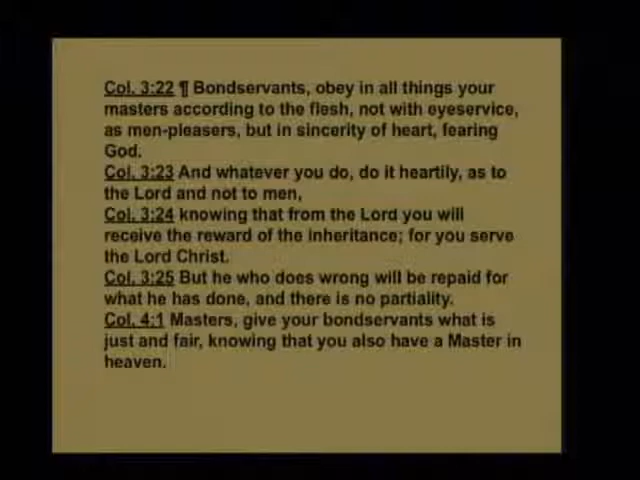 Col. 3:22 ¶ Bondservants, obey in all things your
masters according to the flesh, not with eyeservice,
as men-pleasers, but in sincerity of heart, fearing
God.
Col. 3:23 And whatever you do, do it heartily, as to
the Lord and not to men,
Col. 3:24 knowing that from the Lord you will
receive the reward of the inheritance; for you serve
the Lord Christ.
Col. 3:25 But he who does wrong will be repaid for
what he has done, and there is no partiality.
Col. 4:1 Masters, give your bondservants what is
just and fair, knowing that you also have a Master in
heaven.